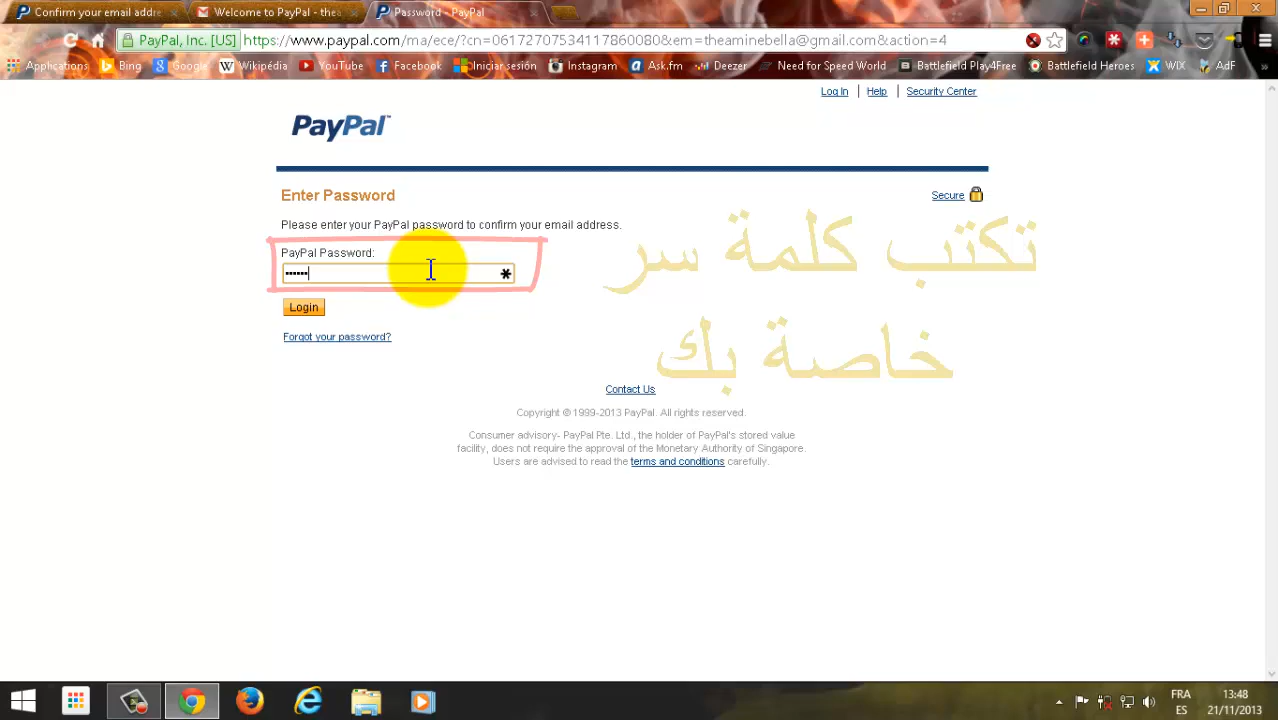 Confirm your email addre
Welcome to PayPal - thea
Password - PayPal
PayPal, Inc. [US]
https://www.paypal.com/ma/ece/?cn=06172707534117860080&em=theaminebella@gmail.com&action=4
Applications
Bing
Google
Wikipédia
YouTube
Facebook
Iniciar sesión
Instagram
Ask.fm
Deezer
Need for Speed World
Battlefield Play4Free
Battlefield Heroes
WIX
AdF
Log In
Help
Security Center
PayPal
Enter Password
Secure
Please enter your PayPal password to confirm your email address.
PayPal Password:
نكتب كلمة سر
Login
Forgot your password?
خاصة بك
Contact Us
Copyright © 1999-2013 PayPal. All rights reserved.
Consumer advisory- PayPal Pte. Ltd., the holder of PayPal's stored value
facility, does not require the approval of the Monetary Authority of Singapore.
Users are advised to read the terms and conditions carefully.
FR
ES
13:48
21/11/2013